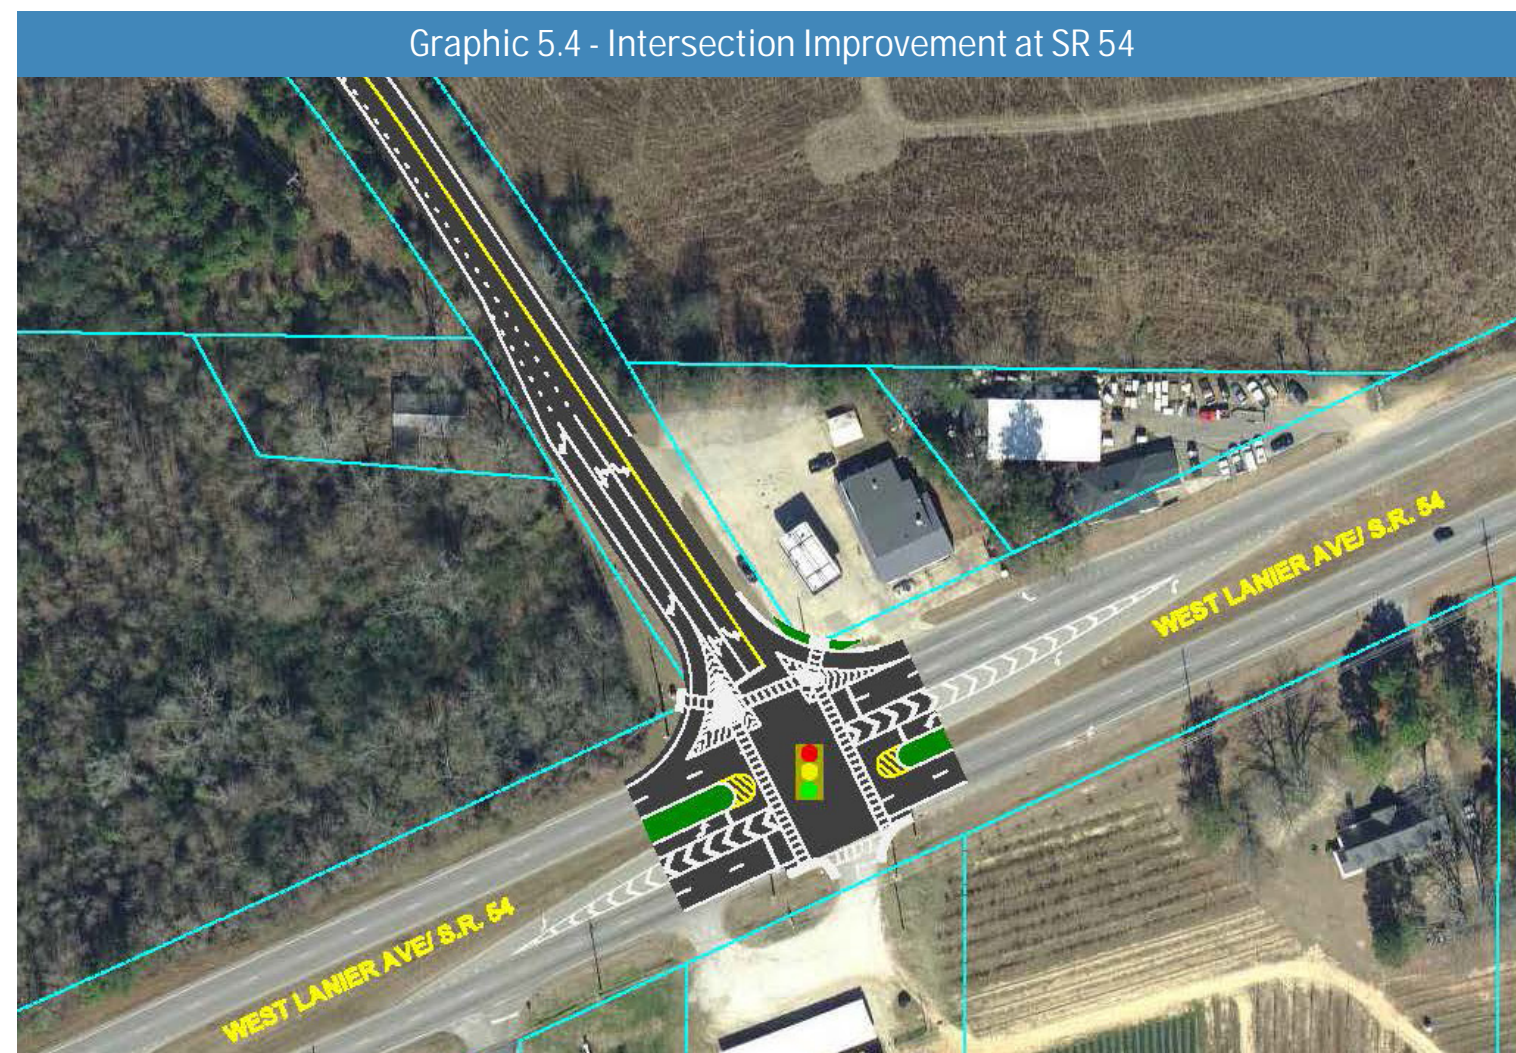 Graphic 5.4 - Intersection Improvement at SR 54
WEST LANIER AVE/ S.R. 54
WEST LANIER AVE/ S.R. 54